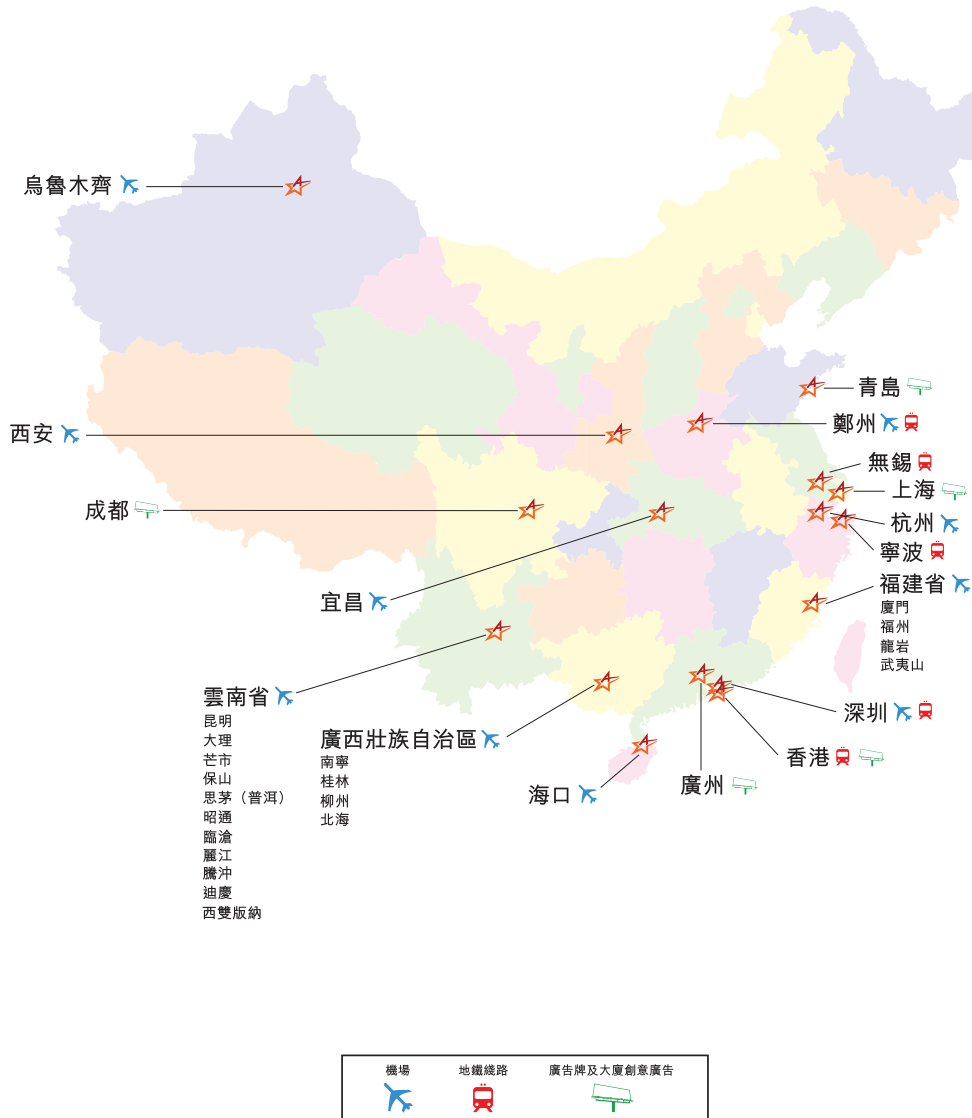 烏魯木齊
青島
鄭州
西安
無錫
上海
成都
杭州
寧波
福建省
廈門
福州
龍岩
武夷山
宜昌
雲南省
昆明
大理
芒市
保山
思茅（普洱）
昭通
臨滄
麗江
騰沖
迪慶
西雙版納
廣西壯族自治區
南寧
桂林
柳州
北海
海口
廣州
深圳
香港
機場
地鐵綫路
廣告牌及大廈創意廣告